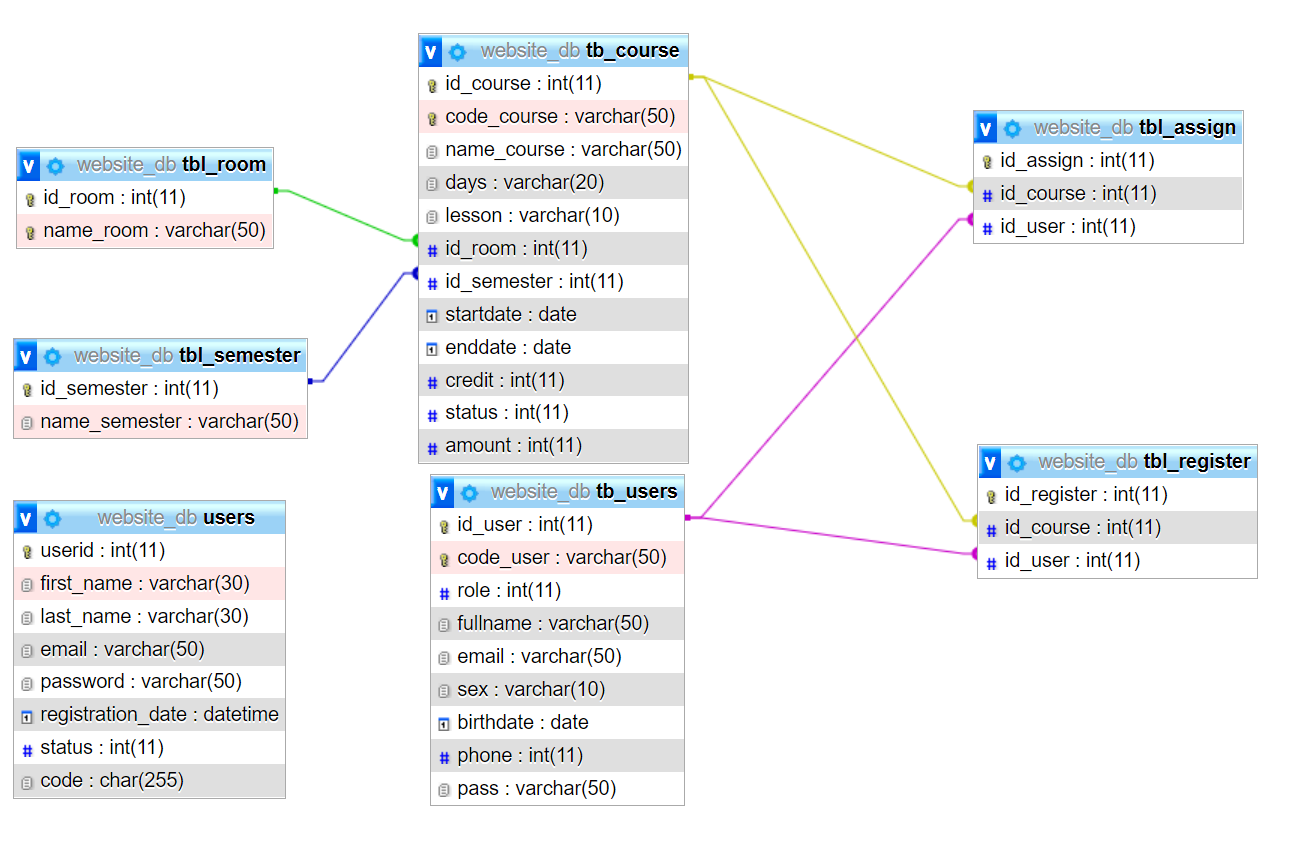 v website_db tb_course
id_course : int(11)
code_course : varchar(50)
name_course : varchar(50)
days : varchar(20)
lesson : varchar(10)
id_room : int(11)
id_semester : int(11)
startdate : date
enddate : date
credit : int(11)
status : int(11)
amount : int(11)
v website_db tbl_room
id_room : int(11)
name_room : varchar(50)
v website_db tbl_semester
id_semester : int(11)
name_semester : varchar(50)
v website_db users
userid : int(11)
first_name : varchar(30)
last_name : varchar(30)
email : varchar(50)
password : varchar(50)
registration_date : datetime
status : int(11)
code : char(255)
v website_db tb_users
id_user : int(11)
code_user : varchar(50)
role : int(11)
fullname : varchar(50)
email : varchar(50)
sex : varchar(10)
birthdate : date
phone : int(11)
pass : varchar(50)
v website_db tbl_assign
id_assign : int(11)
id_course : int(11)
id_user : int(11)
v website_db tbl_register
id_register : int(11)
id_course : int(11)
id_user : int(11)